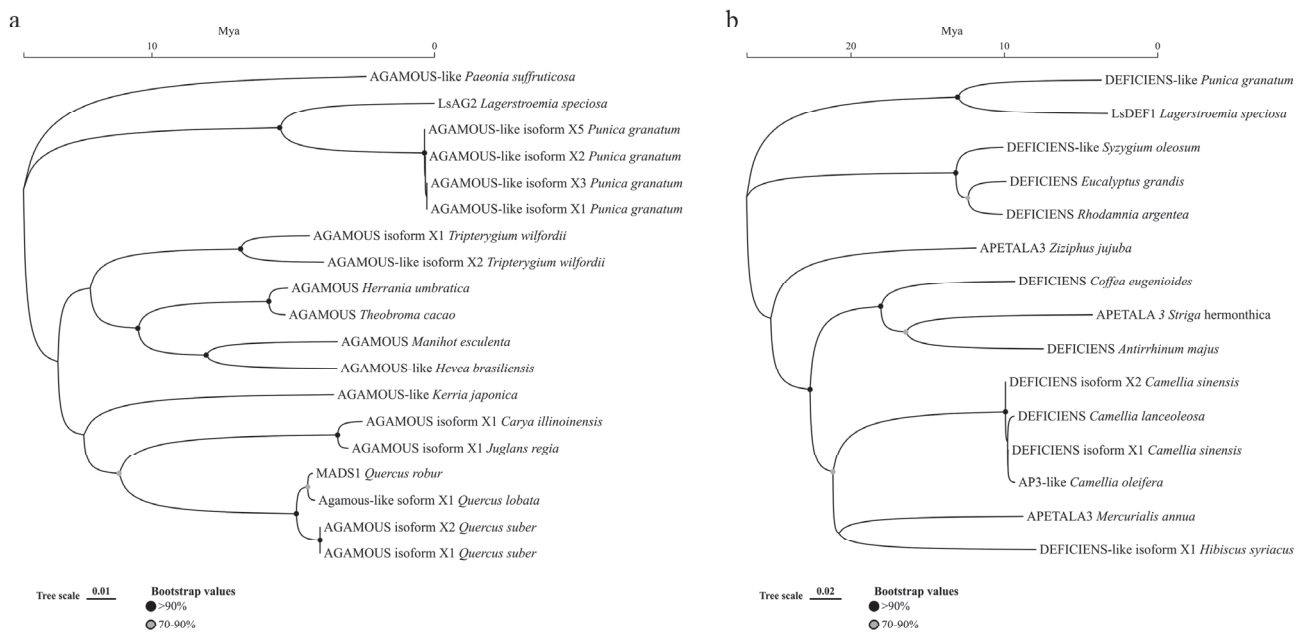 a
Mya
10
0
AGAMOUS-like Paeonia suffruticosa
LsAG2 Lagerstroemia speciosa
AGAMOUS-like isoform X5 Punica granatum
AGAMOUS-like isoform X2 Punica granatum
AGAMOUS-like isoform X3 Punica granatum
AGAMOUS-like isoform X1 Punica granatum
AGAMOUS isoform X1 Tripterygium wilfordii
AGAMOUS-like isoform X2 Tripterygium wilfordii
AGAMOUS Herrania umbratica
AGAMOUS Theobroma cacao
AGAMOUS Manihot esculenta
AGAMOUS-like Hevea brasiliensis
AGAMOUS-like Kerria japonica
AGAMOUS isoform X1 Carya illinoinensis
AGAMOUS isoform X1 Juglans regia
MADS1 Quercus robur
Agamous-like soform X1 Quercus lobata
AGAMOUS isoform X2 Quercus suber
AGAMOUS isoform X1 Quercus suber
Tree scale 0.01
Bootstrap values
>90%
70-90%
b
Mya
20
10
0
DEFICIENS-like Punica granatum
LsDEF1 Lagerstroemia speciosa
DEFICIENS-like Syzygium oleosum
DEFICIENS Eucalyptus grandis
DEFICIENS Rhodamnia argentea
APETALA3 Ziziphus jujuba
DEFICIENS Coffea eugenioides
APETALA 3 Striga hermonthica
DEFICIENS Antirrhinum majus
DEFICIENS isoform X2 Camellia sinensis
DEFICIENS Camellia lanceoleosa
DEFICIENS isoform X1 Camellia sinensis
AP3-like Camellia oleifera
APETALA3 Mercurialis annua
DEFICIENS-like isoform X1 Hibiscus syriacus
Tree scale 0.02
Bootstrap values
>90%
70-90%